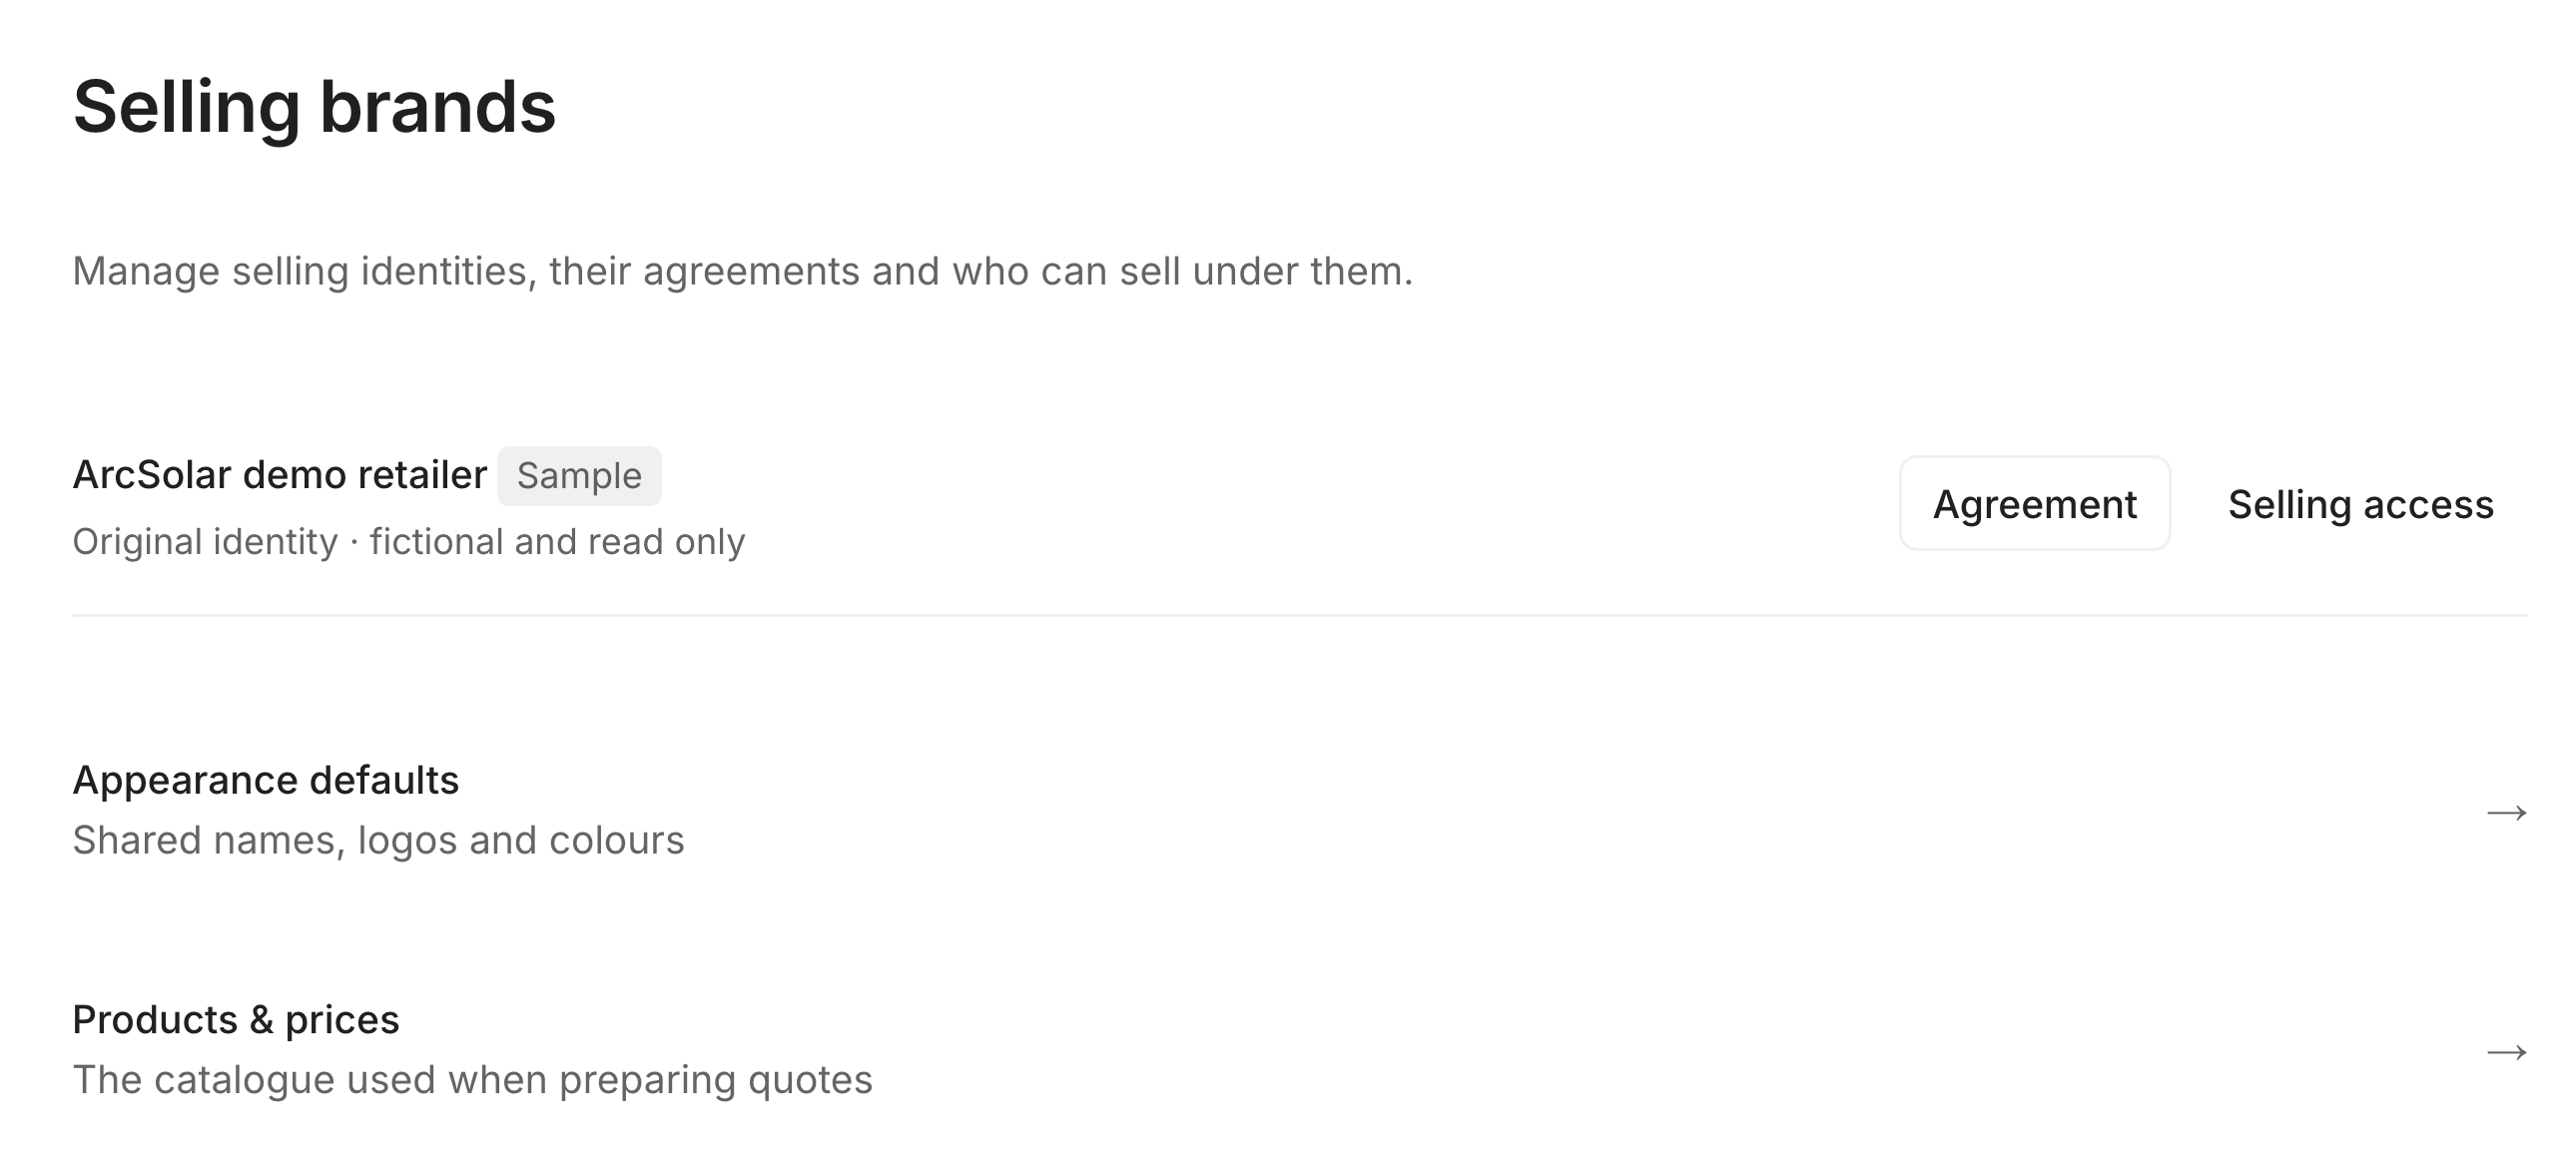 Selling brands
Manage selling identities, their agreements and who can sell under them.
ArcSolar demo retailer Sample
Original identity · fictional and read only
Agreement Selling access
Appearance defaults
Shared names, logos and colours
→
Products & prices
The catalogue used when preparing quotes
→